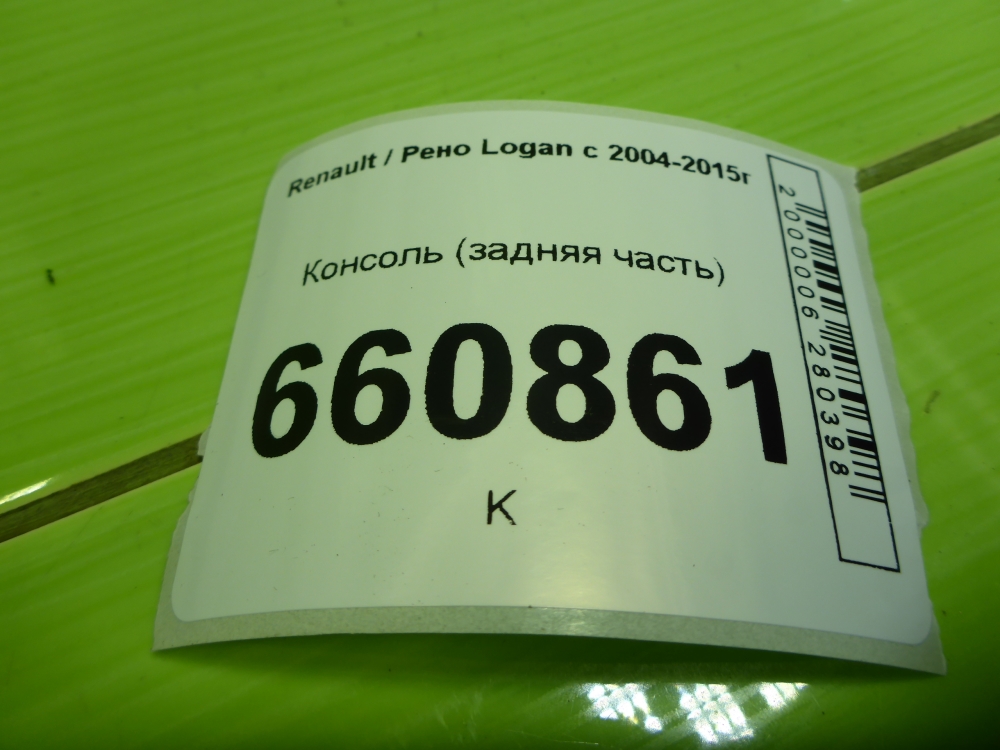 Renault / Рено Logan с 2004-2015г
Консоль (задняя часть)
660861
К
2000006280398